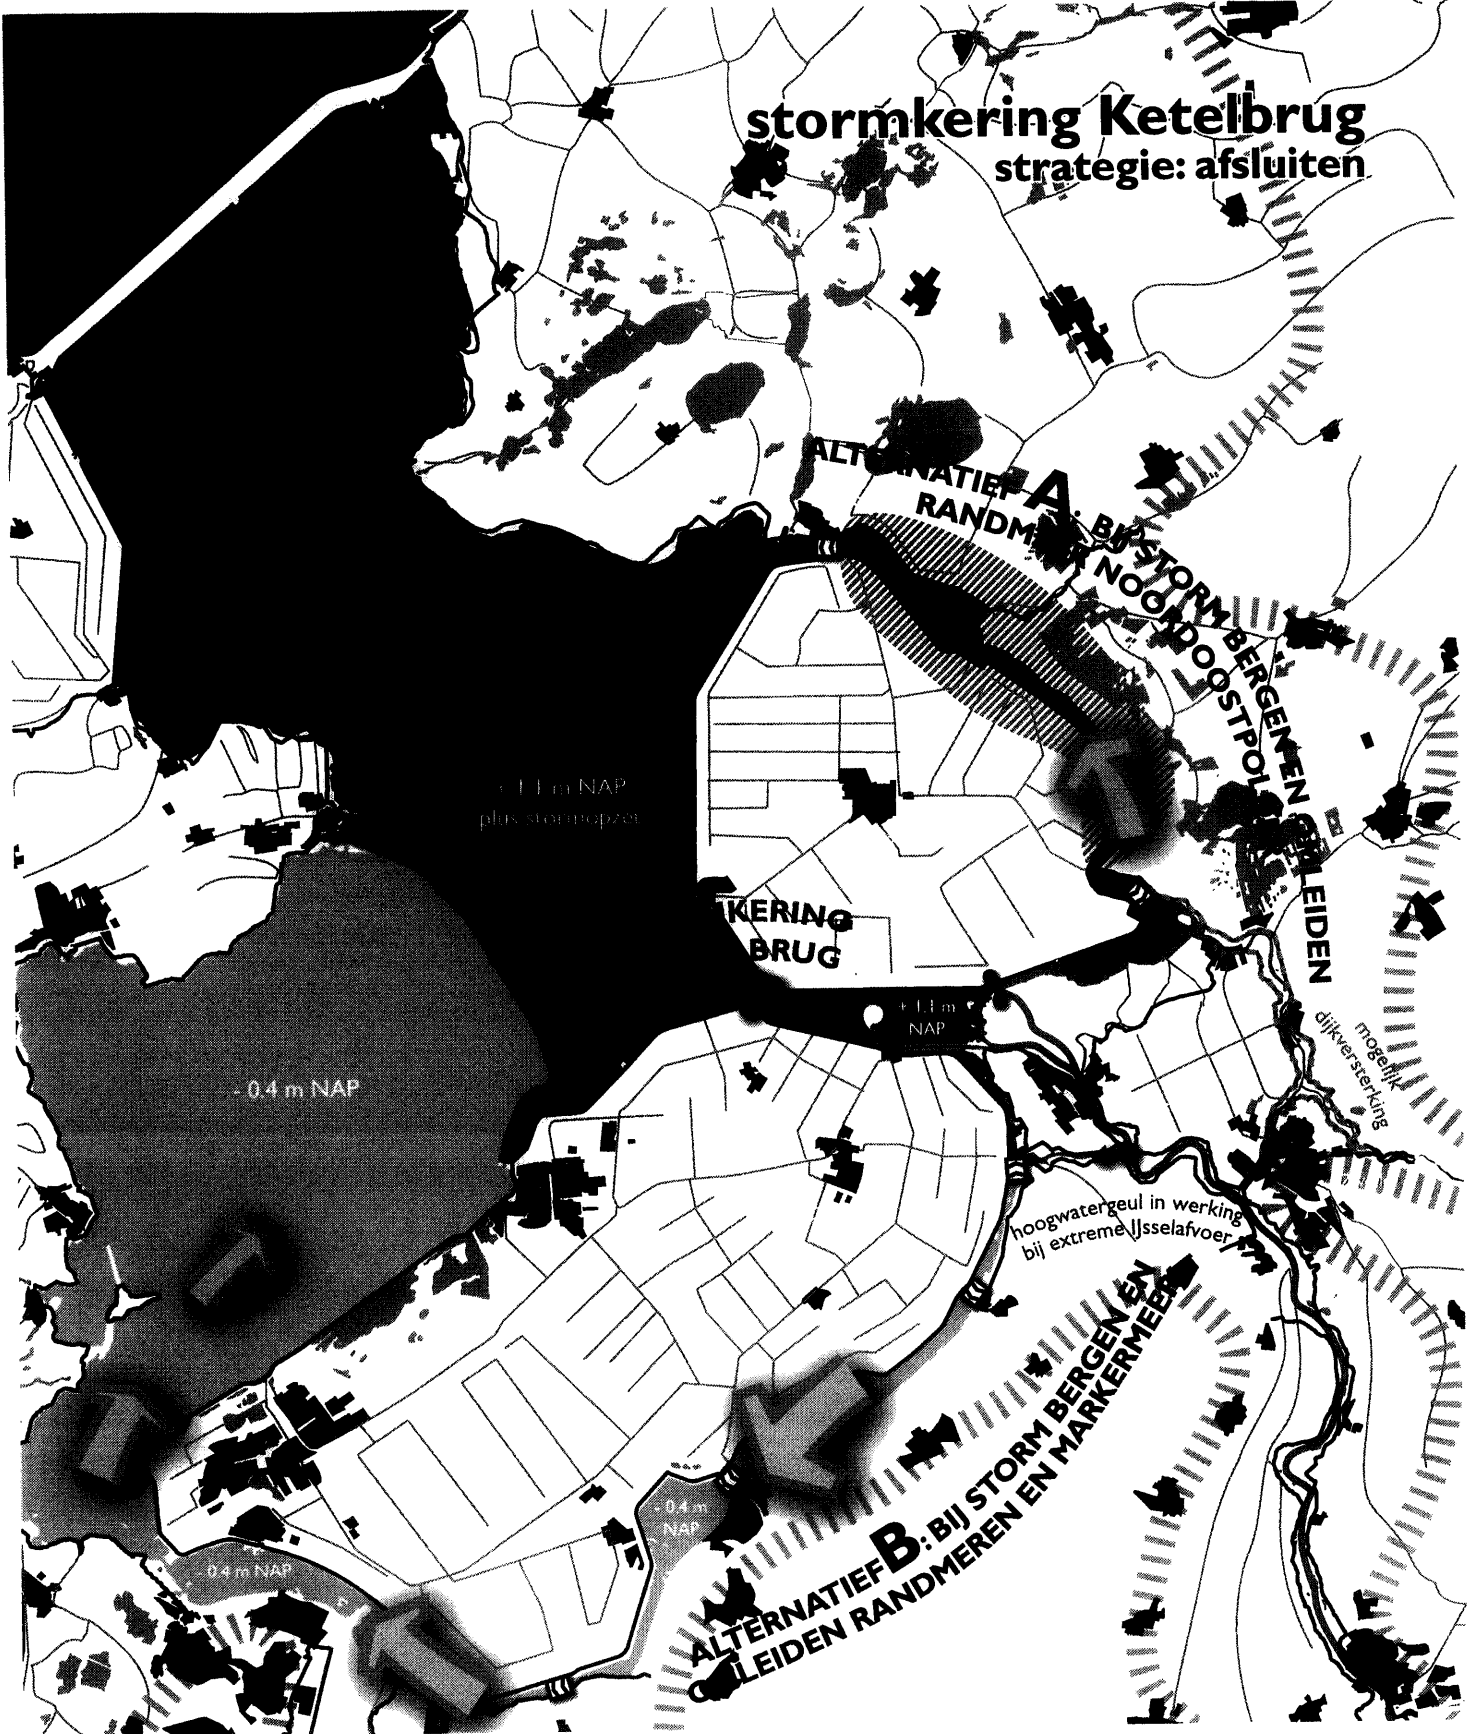 stormkering Ketelbrug
strategie: afsluiten
ALTERNATIEF A: BIJ STORM BERGEN EN GELEIDEN
RANDMEER NOORDOOSTPOLDER
+ 1.1 m NAP
plus stormopzet
KERING
BRUG
+ 1.1 m
NAP
mogelijk
dijkversterking
- 0.4 m NAP
hoogwatergeul in werking
bij extreme IJsselafvoer
- 0.4 m
NAP
- 0.4 m NAP
ALTERNATIEF B: BIJ STORM BERGEN EN
GELEIDEN RANDMEREN EN MARKERMEER